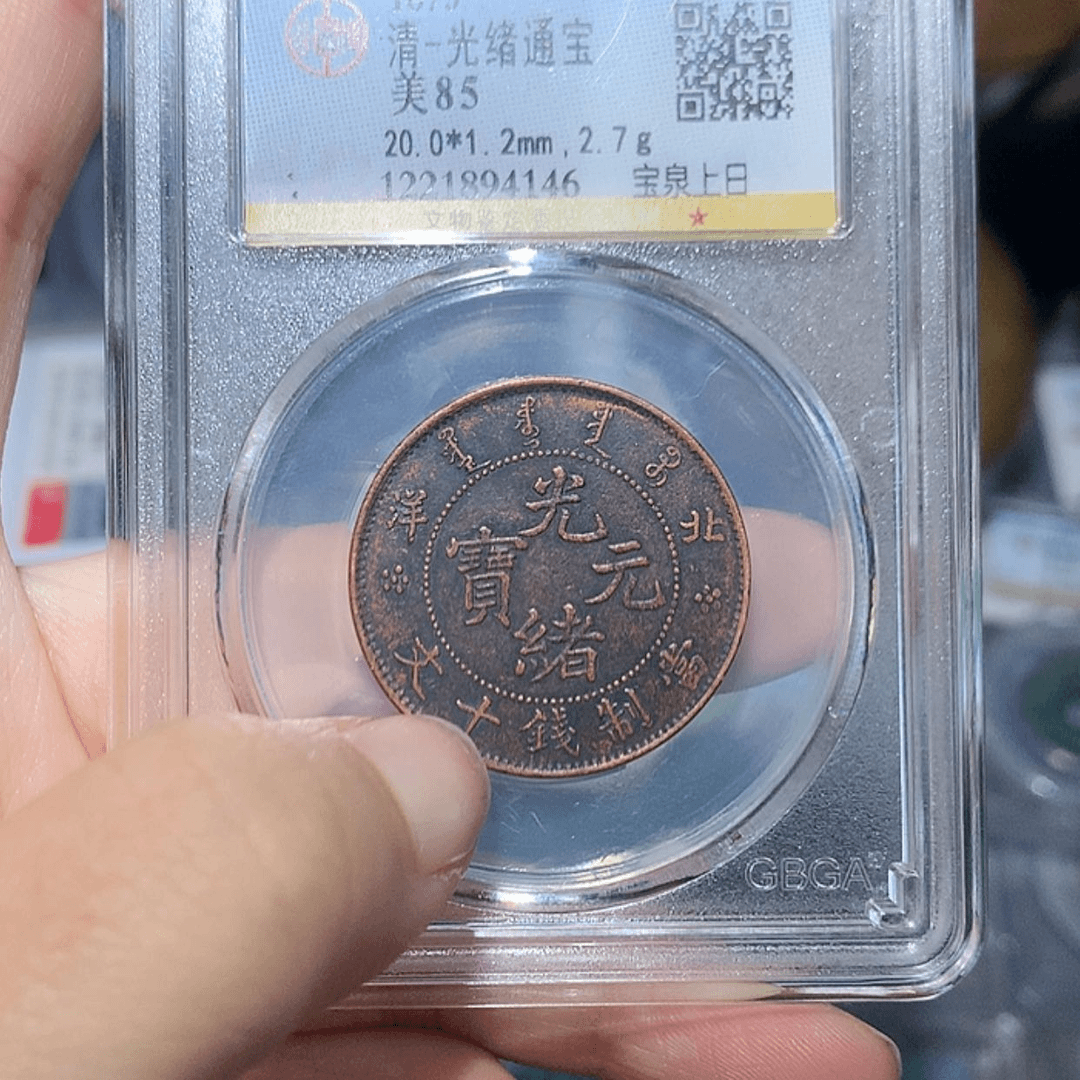 清-光绪通宝
美85
20.0*1.2mm,2.7g
1221894146 宝泉上日
北洋
光緒元寶
當制錢十文
GBGA